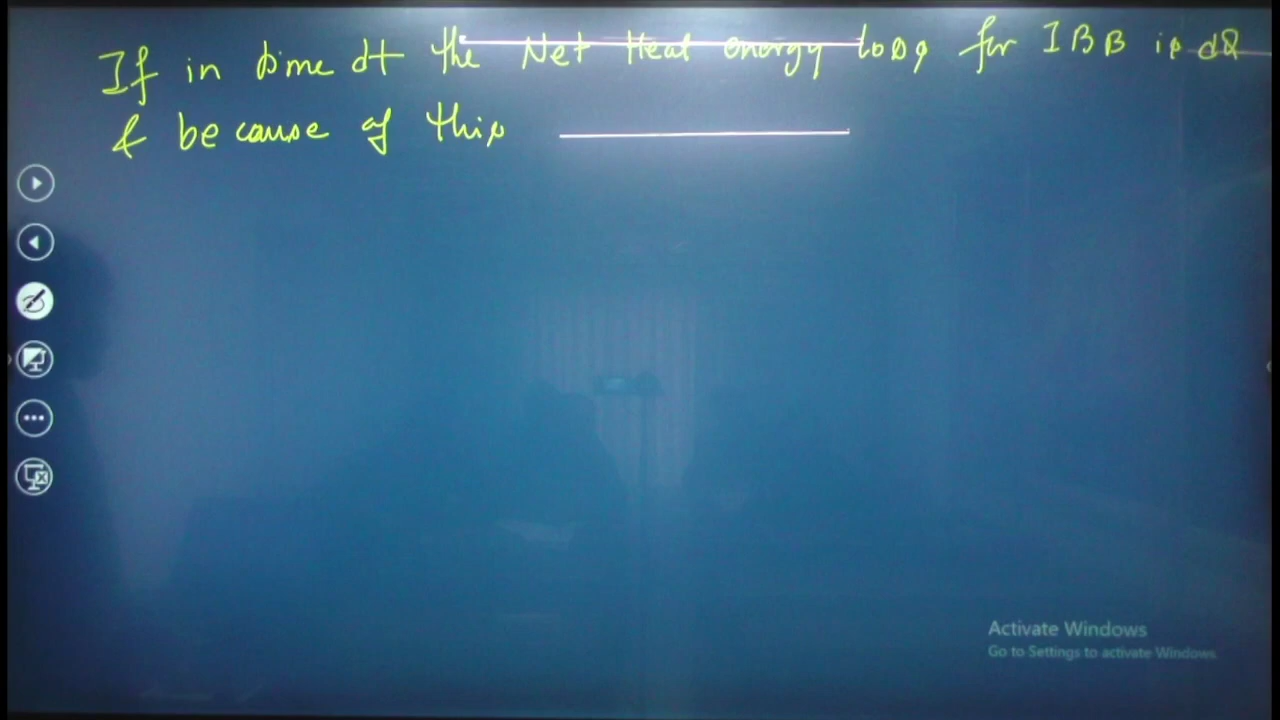 If in time dt the Net Heat energy loss for IBB is dQ
& because of this
Activate Windows
Go to Settings to activate Windows.